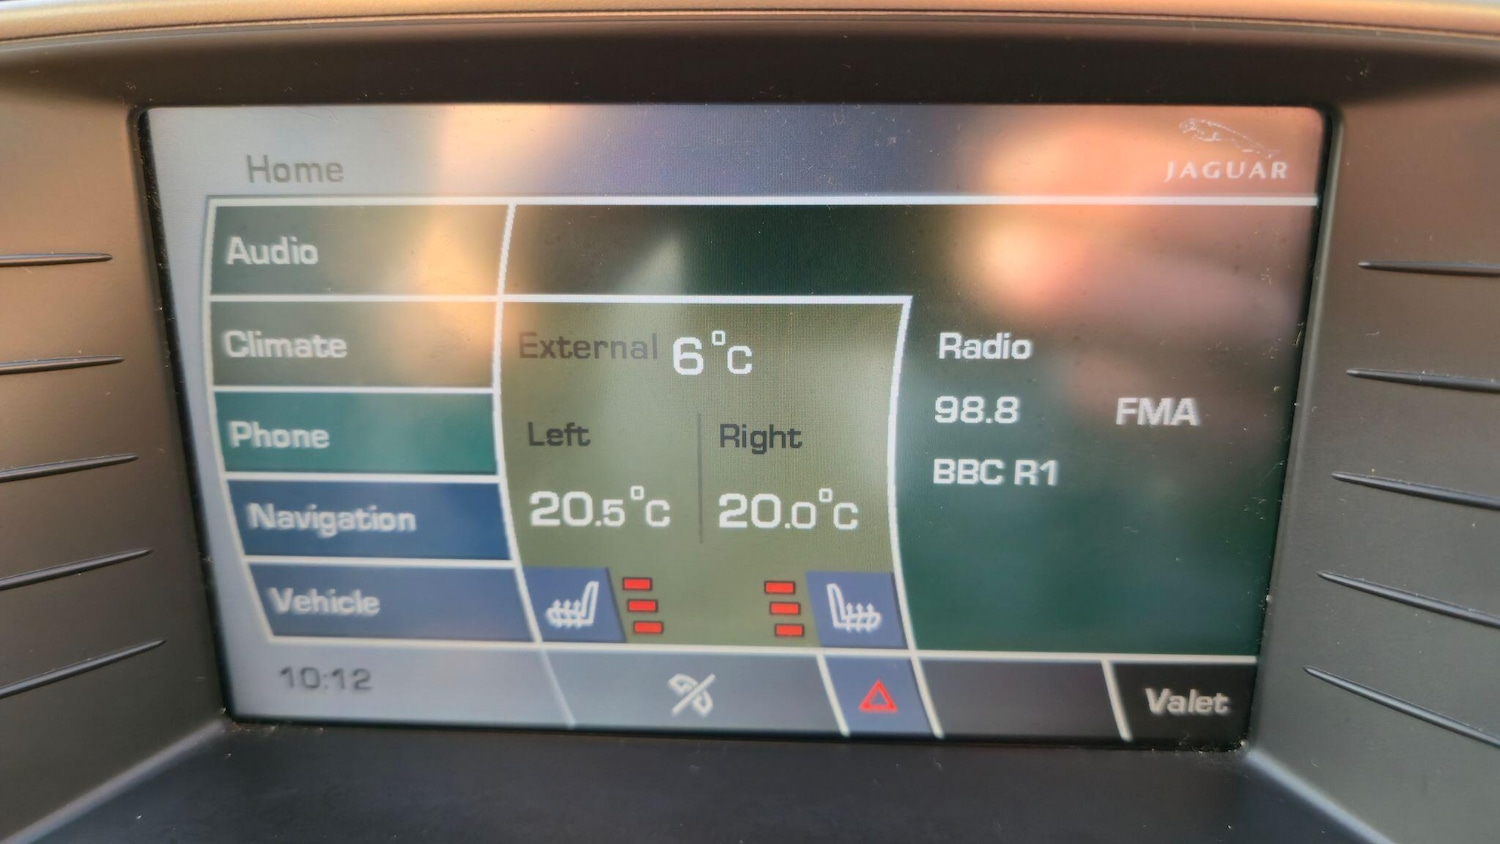 Home
JAGUAR
Audio
Climate
Phone
Navigation
Vehicle
External 6°C
Left
Right
20.5°C
20.0°C
Radio
98.8 FMA
BBC R1
10:12
Valet